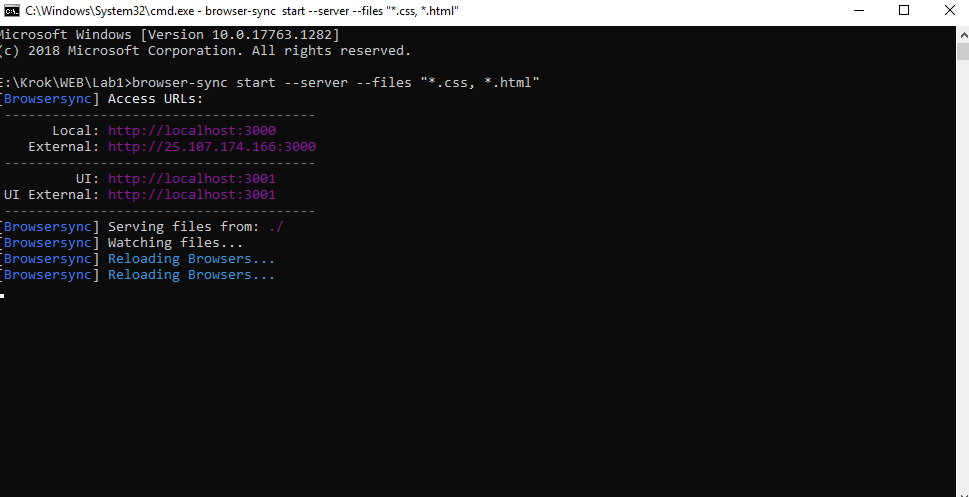 C:\Windows\System32\cmd.exe - browser-sync start --server --files "*.css, *.html"
Microsoft Windows [Version 10.0.17763.1282]
(c) 2018 Microsoft Corporation. All rights reserved.
E:\Krok\WEB\Lab1>browser-sync start --server --files "*.css, *.html"
[Browsersync] Access URLs:
--------------------------------------
Local: http://localhost:3000
External: http://25.107.174.166:3000
--------------------------------------
UI: http://localhost:3001
UI External: http://localhost:3001
--------------------------------------
[Browsersync] Serving files from: ./
[Browsersync] Watching files...
[Browsersync] Reloading Browsers...
[Browsersync] Reloading Browsers...